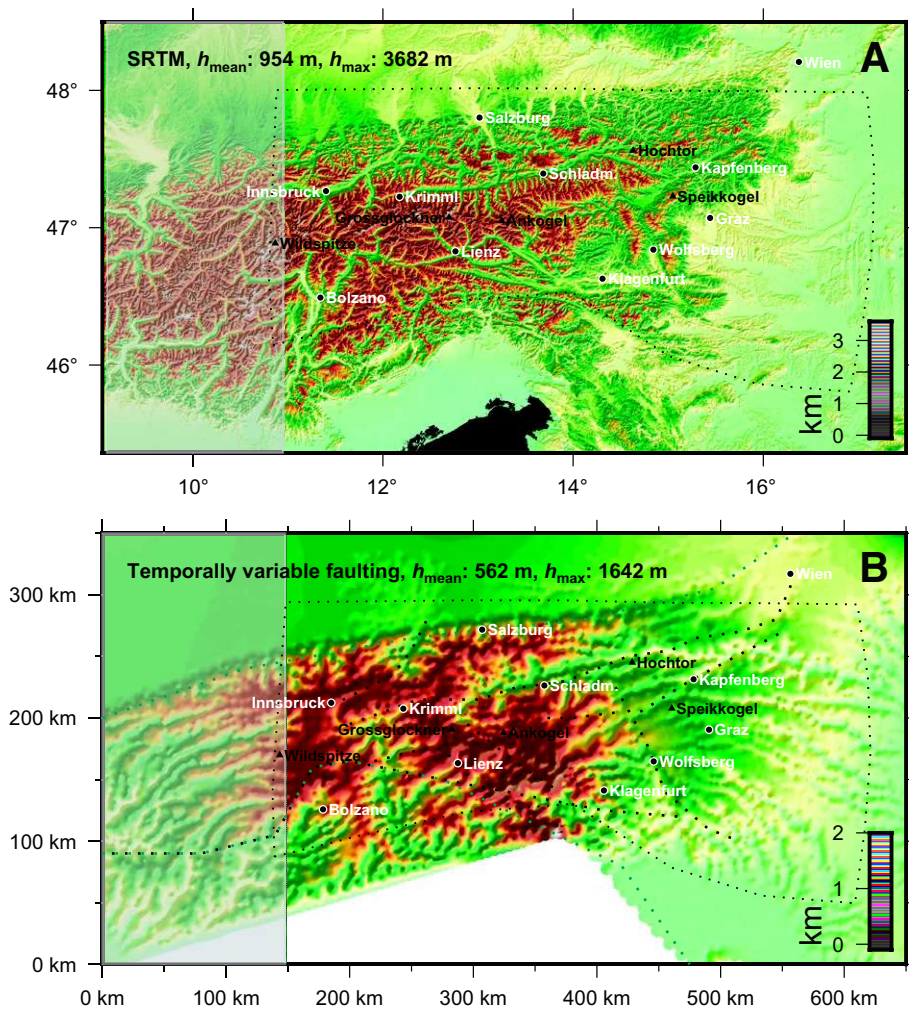 SRTM, hmean: 954 m, hmax: 3682 m
A
Wien
48°
Salzburg
Hochtor
Schladm.
Kapfenberg
Innsbruck
Krimml
Speikkogel
47°
Grossglockner
Ankogel
Graz
Wildspitze
Lienz
Wolfsberg
Klagenfurt
Bolzano
46°
3
2
1
0
km
10°
12°
14°
16°
Temporally variable faulting, hmean: 562 m, hmax: 1642 m
B
Wien
300 km
Salzburg
Hochtor
Schladm.
Kapfenberg
Innsbruck
Krimml
Speikkogel
200 km
Grossglockner
Ankogel
Graz
Wildspitze
Lienz
Wolfsberg
Klagenfurt
Bolzano
100 km
2
1
0
km
0 km
0 km
100 km
200 km
300 km
400 km
500 km
600 km